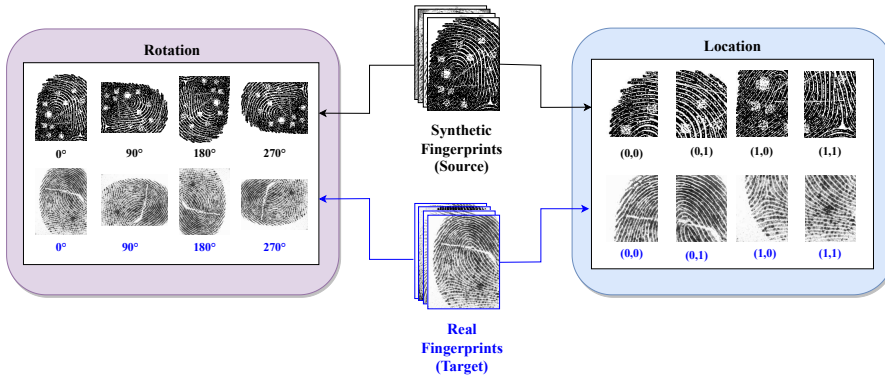 Rotation
0° 90° 180° 270°
0° 90° 180° 270°
Synthetic
Fingerprints
(Source)
Real
Fingerprints
(Target)
Location
(0,0) (0,1) (1,0) (1,1)
(0,0) (0,1) (1,0) (1,1)